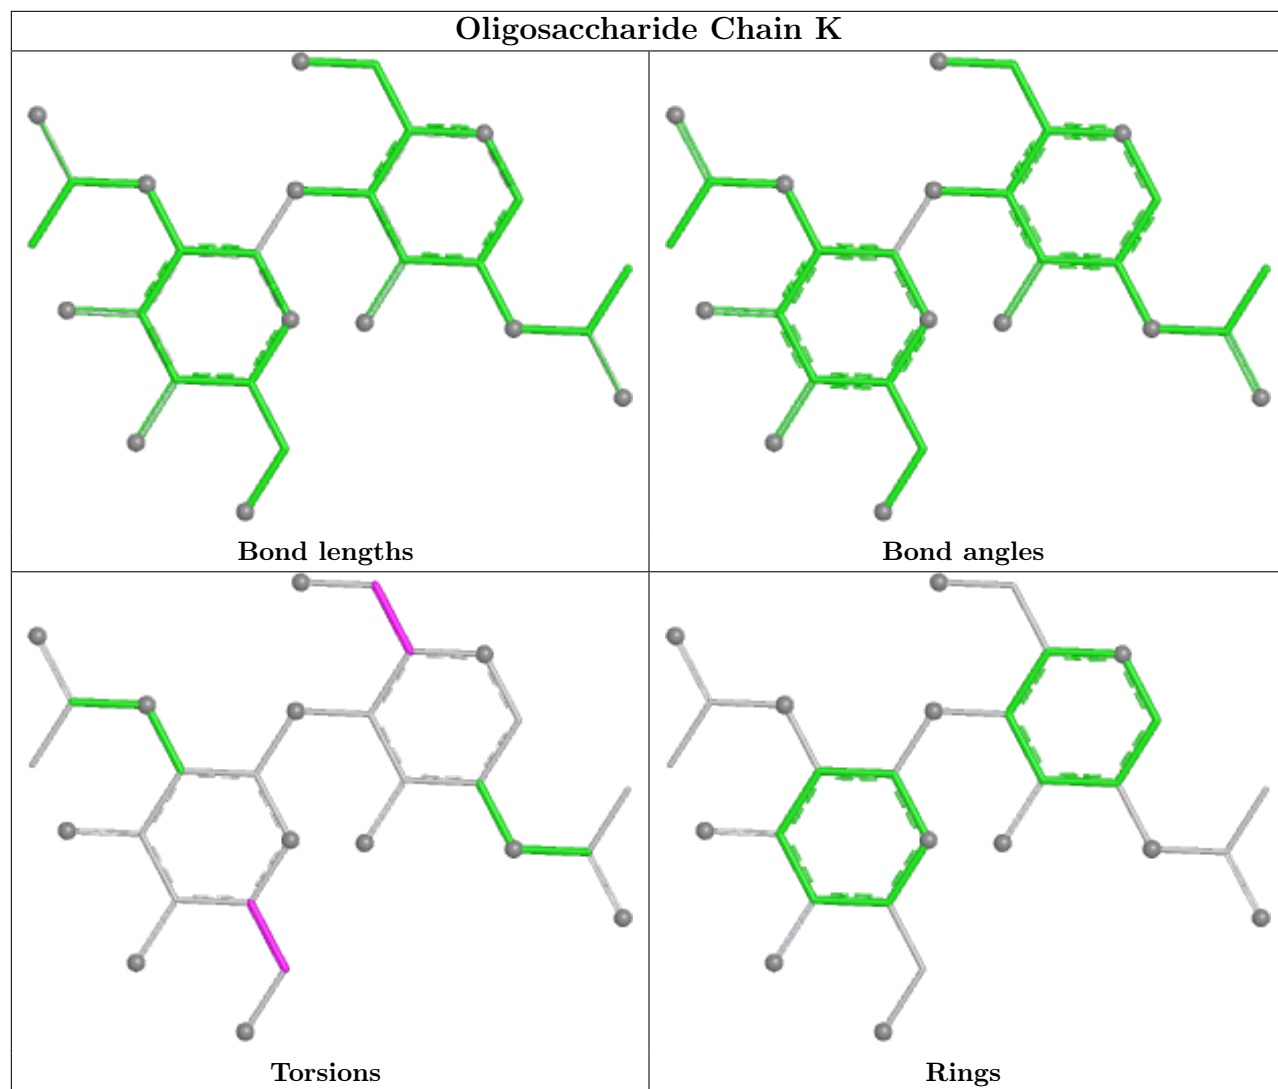 Oligosaccharide Chain K
Bond lengths
Bond angles
Torsions
Rings